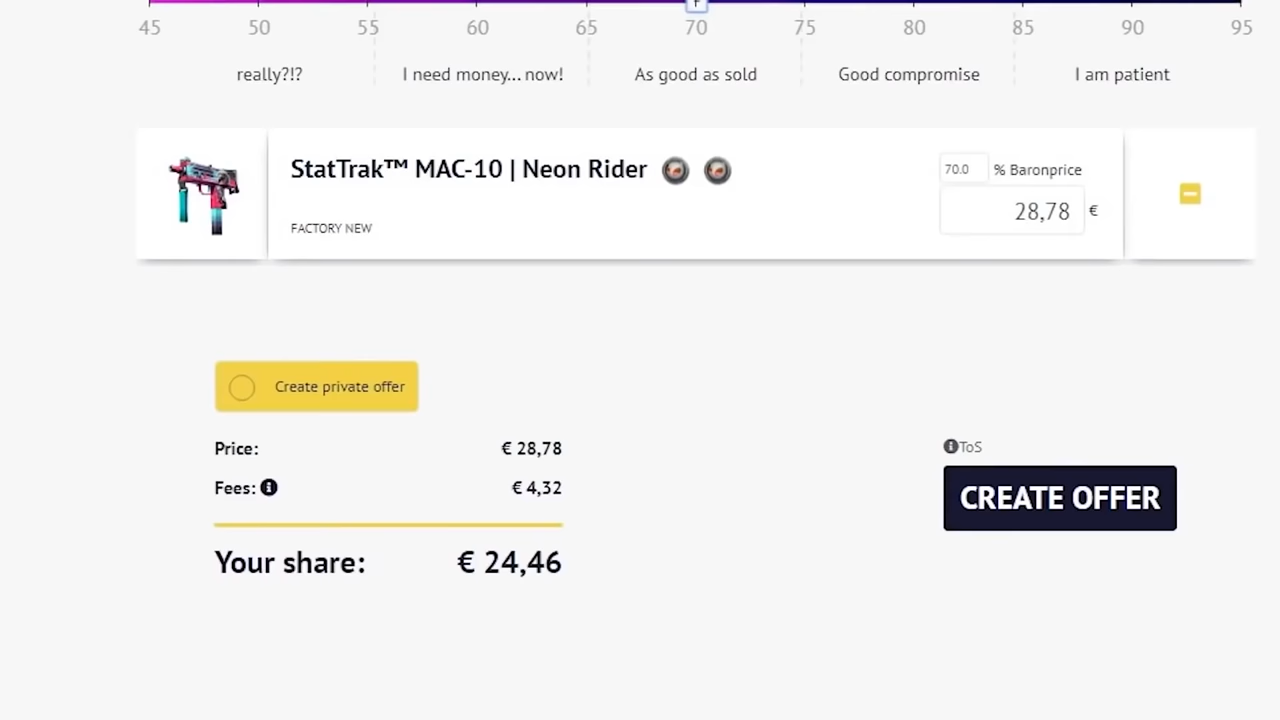 45 50 55 60 65 70 75 80 85 90 95
really?!? I need money... now! As good as sold Good compromise I am patient
StatTrak™ MAC-10 | Neon Rider
70.0 % Baronprice
28,78 €
FACTORY NEW
Create private offer
Price: € 28,78
Fees: € 4,32
Your share: € 24,46
ToS
CREATE OFFER